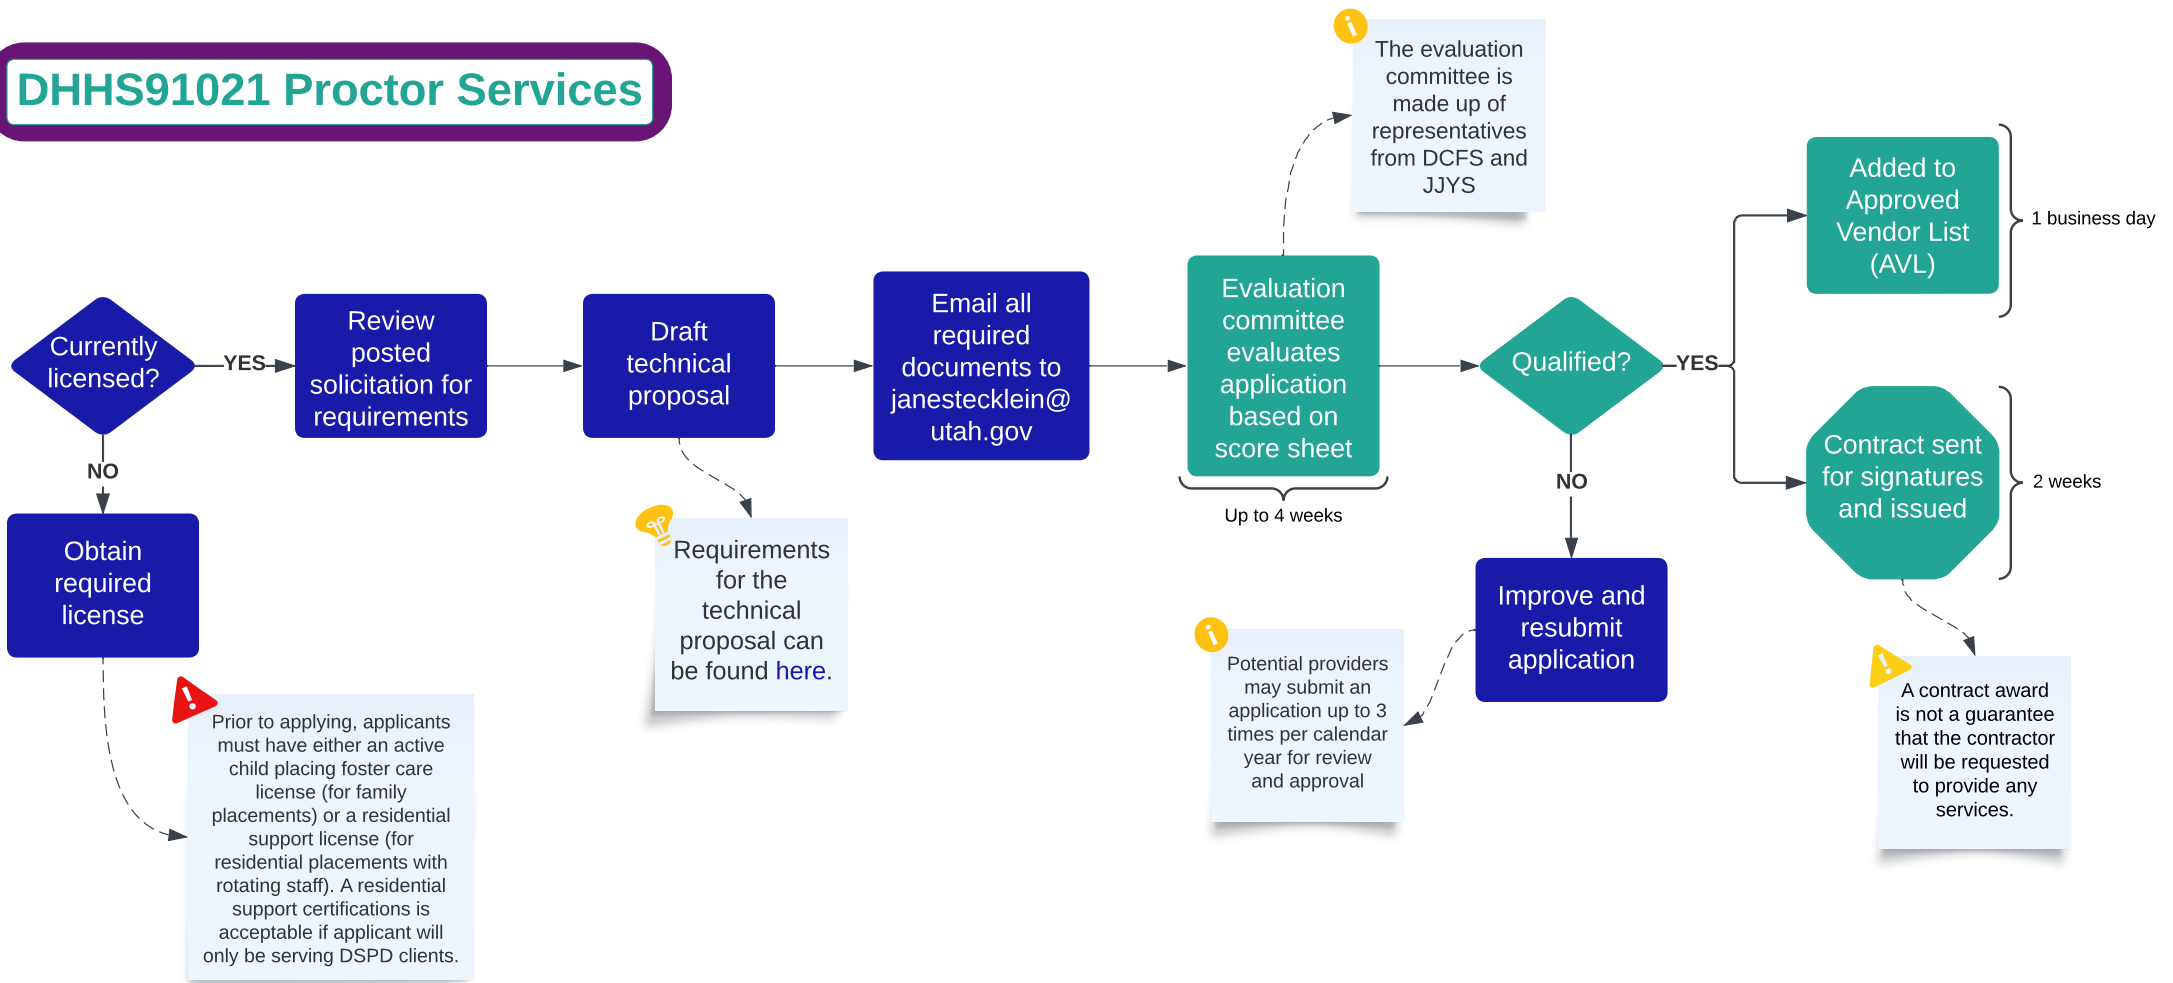 DHHS91021 Proctor Services
The evaluation
committee is
made up of
representatives
from DCFS and
JJYS
Currently
licensed?
YES
NO
Obtain
required
license
Prior to applying, applicants
must have either an active
child placing foster care
license (for family
placements) or a residential
support license (for
residential placements with
rotating staff). A residential
support certifications is
acceptable if applicant will
only be serving DSPD clients.
Review
posted
solicitation for
requirements
Draft
technical
proposal
Requirements
for the
technical
proposal can
be found here.
Email all
required
documents to
janestecklein@
utah.gov
Evaluation
committee
evaluates
application
based on
score sheet
Up to 4 weeks
Qualified?
NO
Improve and
resubmit
application
Potential providers
may submit an
application up to 3
times per calendar
year for review
and approval
YES
Added to
Approved
Vendor List
(AVL)
1 business day
Contract sent
for signatures
and issued
2 weeks
A contract award
is not a guarantee
that the contractor
will be requested
to provide any
services.